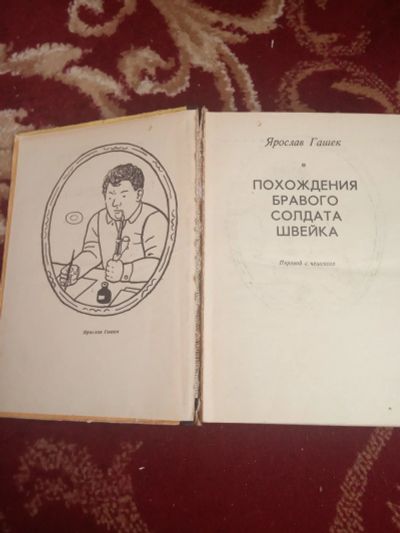 Ярослав Гашек
Ярослав Гашек
ПОХОЖДЕНИЯ
БРАВОГО
СОЛДАТА
ШВЕЙКА
Перевод с чешского